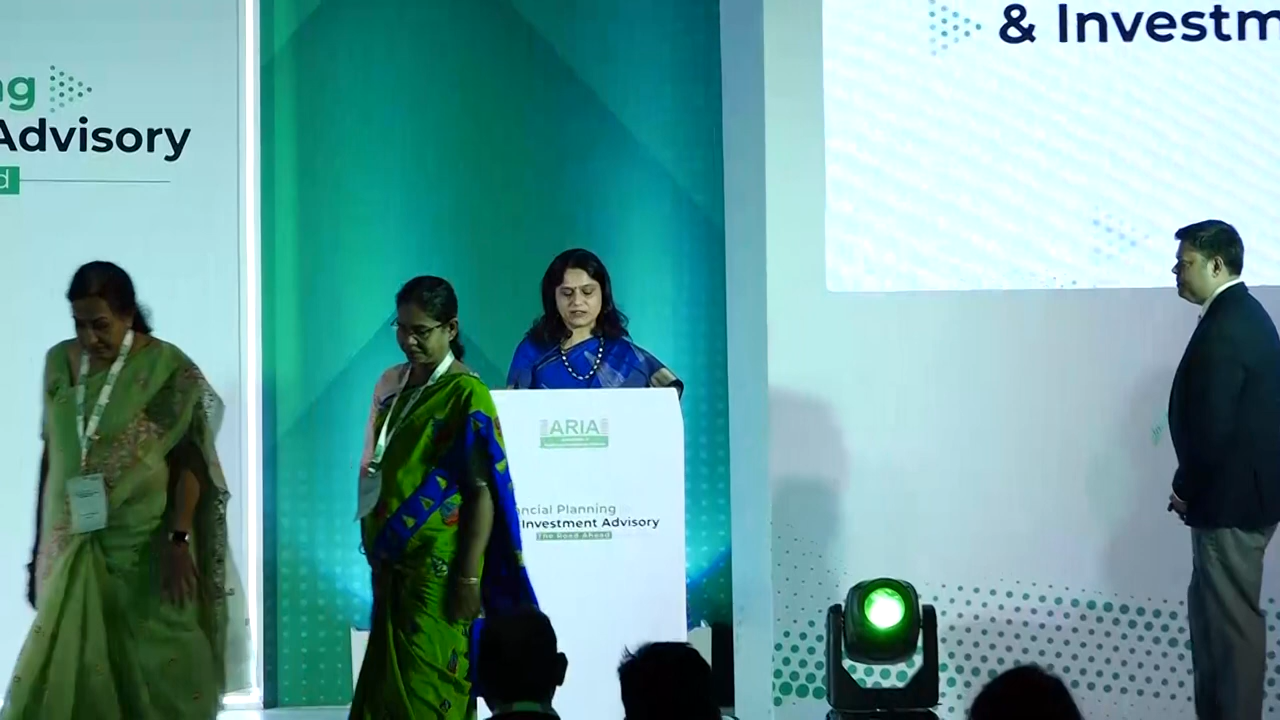 ng
Advisory
d
& Investm
ARIA
ncial Planning
Investment Advisory
The Road Ahead